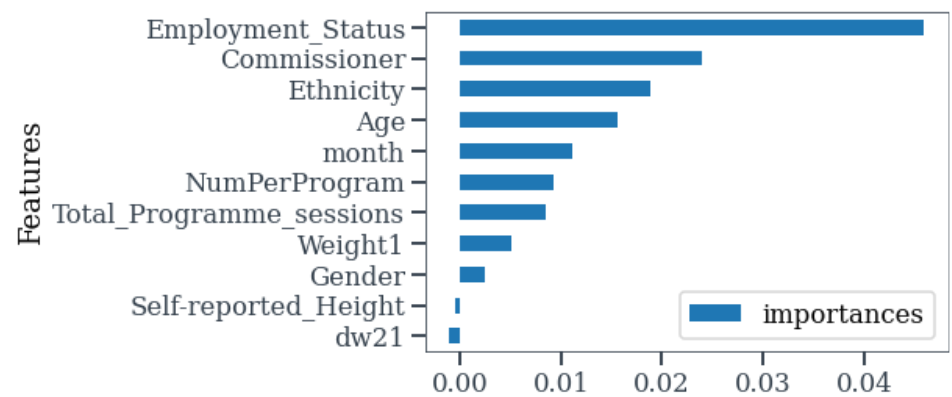 Features
Employment_Status
Commissioner
Ethnicity
Age
month
NumPerProgram
Total_Programme_sessions
Weight1
Gender
Self-reported_Height
dw21
importances
0.00 0.01 0.02 0.03 0.04